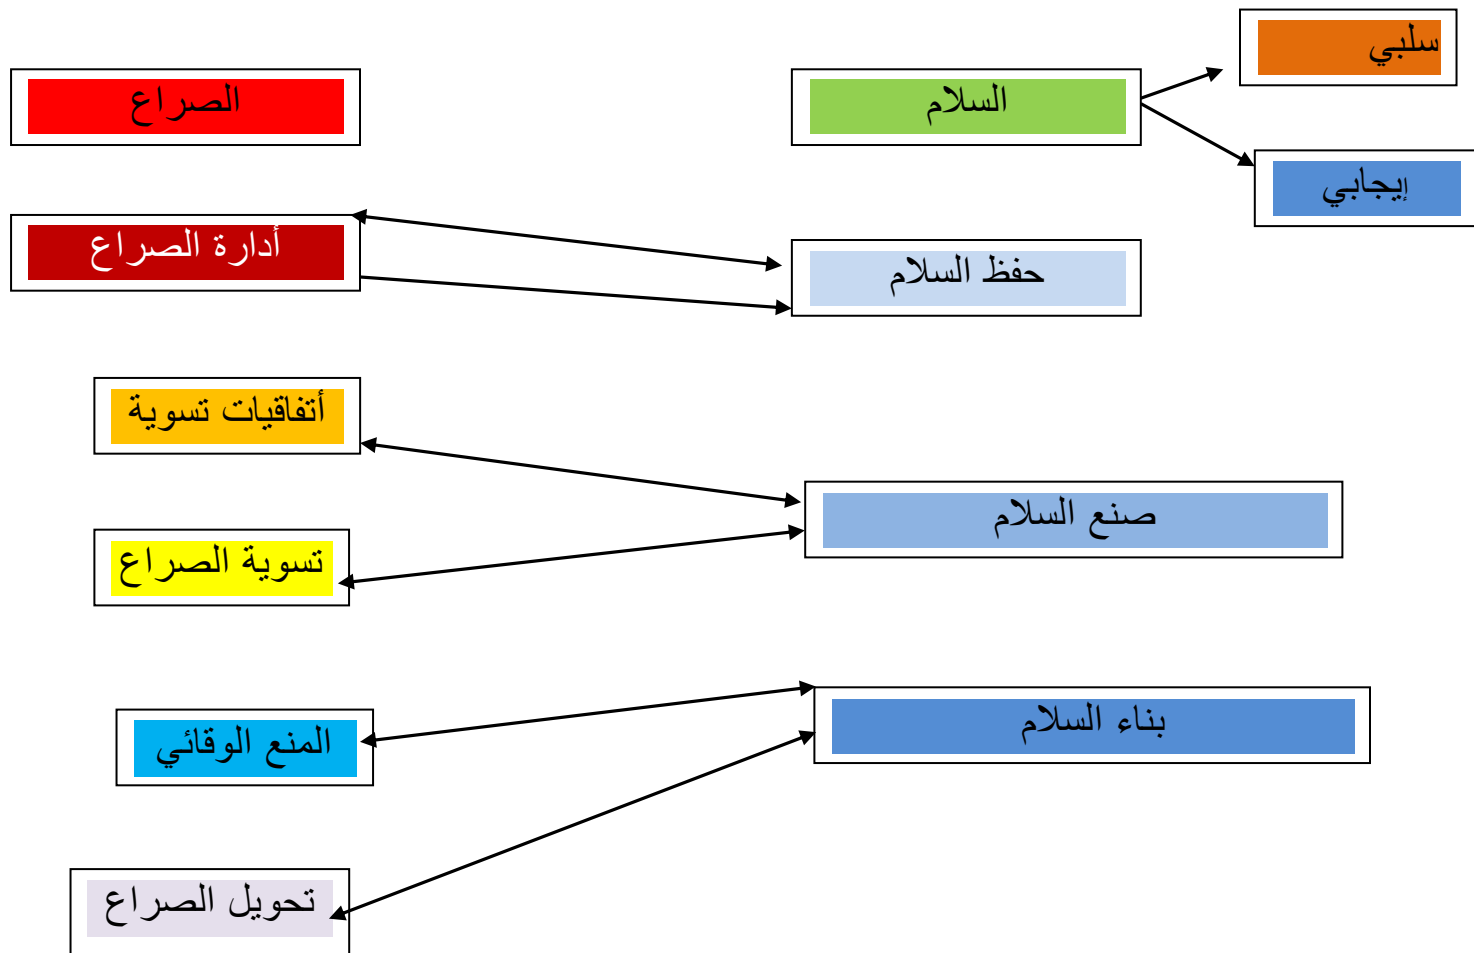 سلبي
السلام
الصراع
إيجابي
أدارة الصراع
حفظ السلام
أتفاقيات تسوية
صنع السلام
تسوية الصراع
بناء السلام
المنع الوقائي
تحويل الصراع